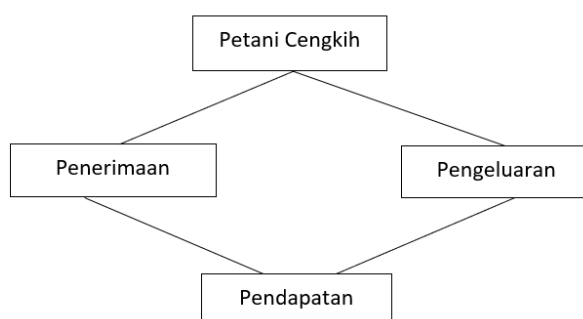 Petani Cengkih
Penerimaan
Pengeluaran
Pendapatan